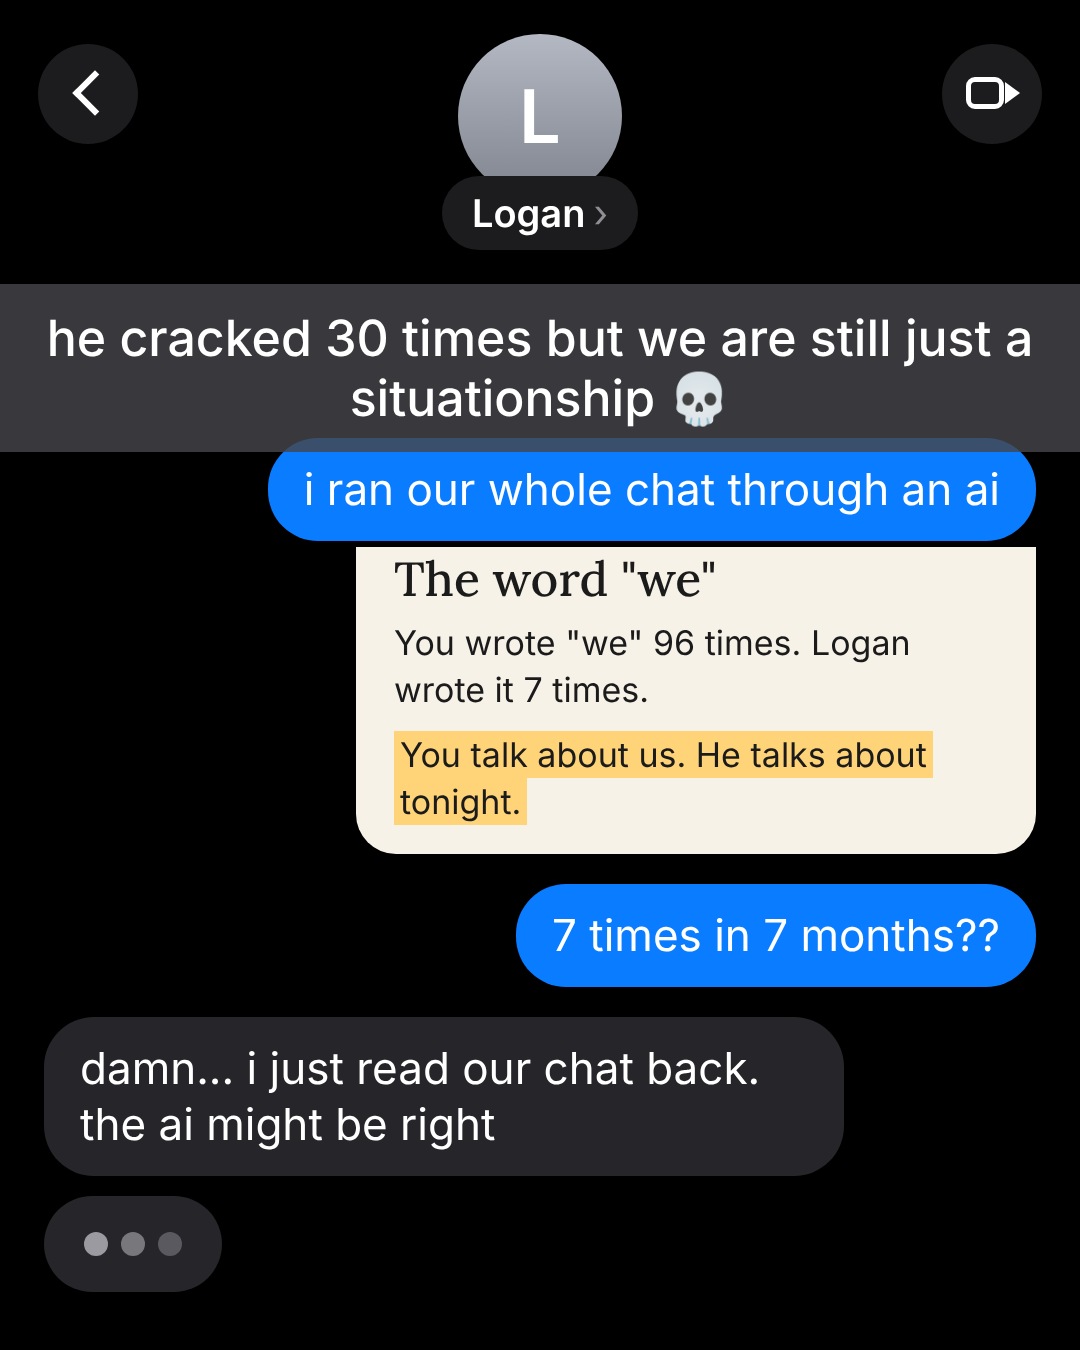 L
Logan ›
he cracked 30 times but we are still just a
situationship 💀
i ran our whole chat through an ai
The word "we"
You wrote "we" 96 times. Logan
wrote it 7 times.
You talk about us. He talks about
tonight.
7 times in 7 months??
damn... i just read our chat back.
the ai might be right